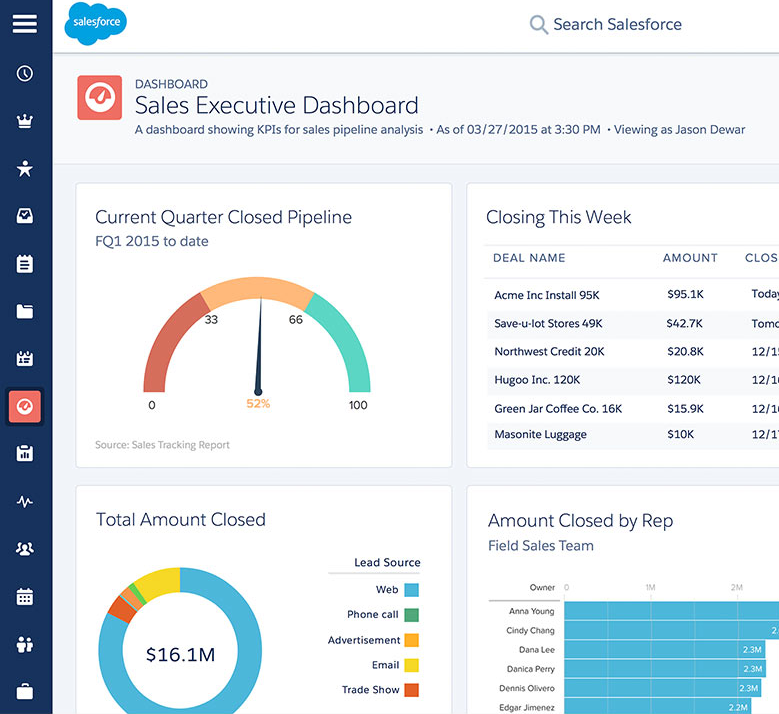 salesforce
Search Salesforce
DASHBOARD
Sales Executive Dashboard
A dashboard showing KPIs for sales pipeline analysis • As of 03/27/2015 at 3:30 PM • Viewing as Jason Dewar
Current Quarter Closed Pipeline
FQ1 2015 to date
33 66
0 52% 100
Source: Sales Tracking Report
Closing This Week
DEAL NAME AMOUNT CLOS
Acme Inc Install 95K $95.1K Today
Save-u-lot Stores 49K $42.7K Tomo
Northwest Credit 20K $20.8K 12/1
Hugoo Inc. 120K $120K 12/1
Green Jar Coffee Co. 16K $15.9K 12/1
Masonite Luggage $10K 12/1
Total Amount Closed
Lead Source
Web
Phone call
Advertisement
Email
Trade Show
$16.1M
Amount Closed by Rep
Field Sales Team
Owner 0 1M 2M
Anna Young
Cindy Chang 2.
Dana Lee 2.3M
Danica Perry 2.3M
Dennis Olivero 2.3M
Edgar Jimenez 2.2M